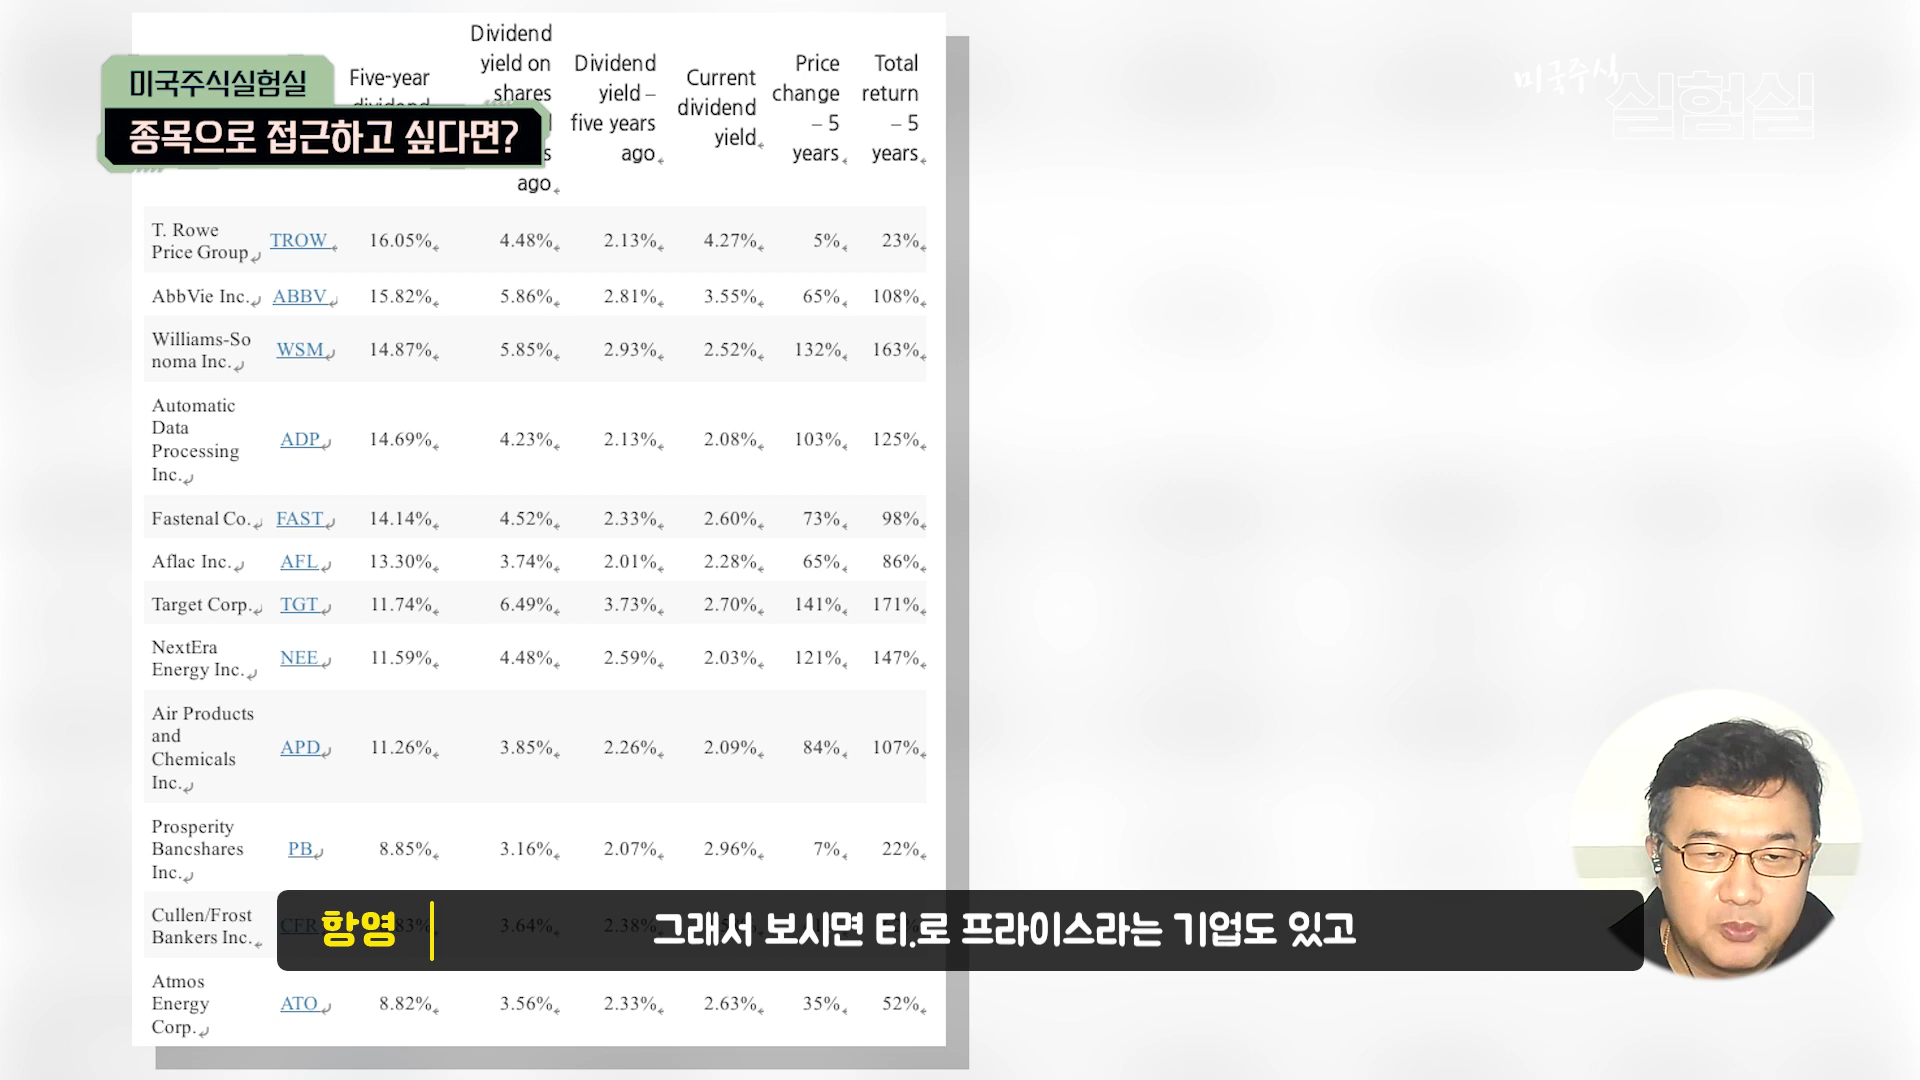 미국주식실험실
종목으로 접근하고 싶다면?
미국주식 실험실
Five-year
Dividend
yield on
shares
ago
Dividend
yield –
five years
ago
Current
dividend
yield
Price
change
– 5
years
Total
return
– 5
years
T. Rowe
Price Group TROW 16.05% 4.48% 2.13% 4.27% 5% 23%
AbbVie Inc. ABBV 15.82% 5.86% 2.81% 3.55% 65% 108%
Williams-So
noma Inc. WSM 14.87% 5.85% 2.93% 2.52% 132% 163%
Automatic
Data
Processing
Inc. ADP 14.69% 4.23% 2.13% 2.08% 103% 125%
Fastenal Co. FAST 14.14% 4.52% 2.33% 2.60% 73% 98%
Aflac Inc. AFL 13.30% 3.74% 2.01% 2.28% 65% 86%
Target Corp. TGT 11.74% 6.49% 3.73% 2.70% 141% 171%
NextEra
Energy Inc. NEE 11.59% 4.48% 2.59% 2.03% 121% 147%
Air Products
and
Chemicals
Inc. APD 11.26% 3.85% 2.26% 2.09% 84% 107%
Prosperity
Bancshares
Inc. PB 8.85% 3.16% 2.07% 2.96% 7% 22%
Cullen/Frost
Bankers Inc. CFR 3.64% 2.38%
항영 그래서 보시면 티.로 프라이스라는 기업도 있고
Atmos
Energy
Corp. ATO 8.82% 3.56% 2.33% 2.63% 35% 52%